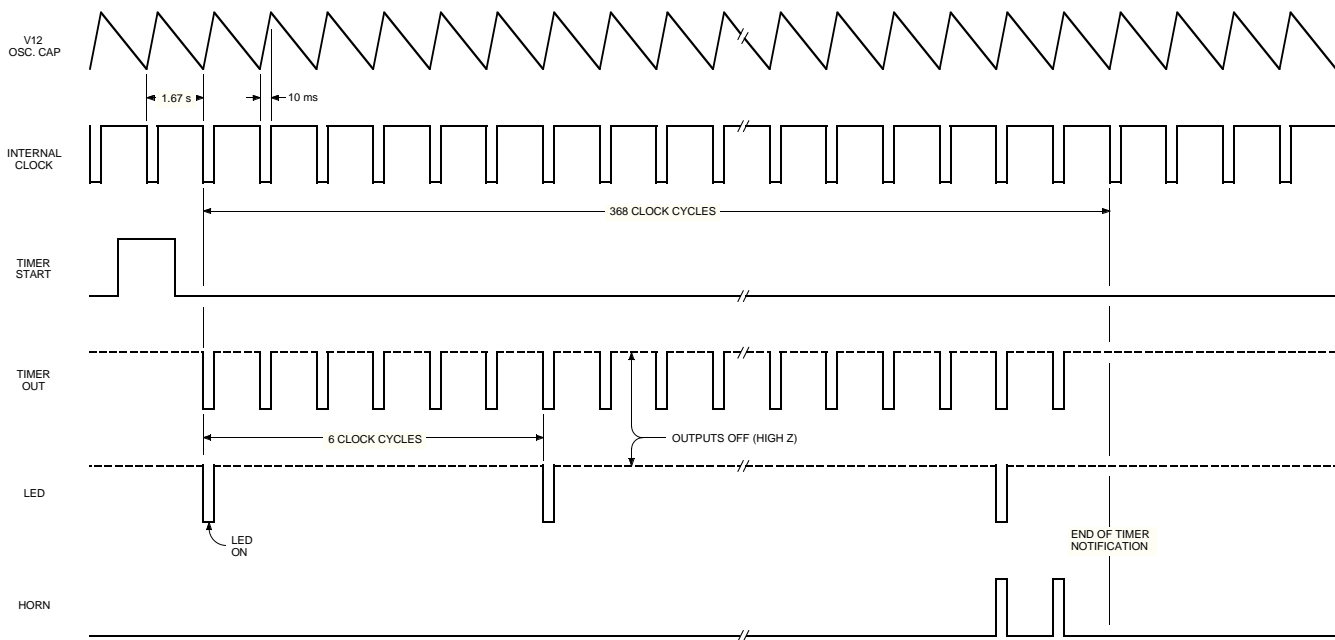 V12
OSC. CAP
1.67 s
10 ms
INTERNAL
CLOCK
368 CLOCK CYCLES
TIMER
START
TIMER
OUT
6 CLOCK CYCLES
OUTPUTS OFF (HIGH Z)
LED
LED
ON
END OF TIMER
NOTIFICATION
HORN